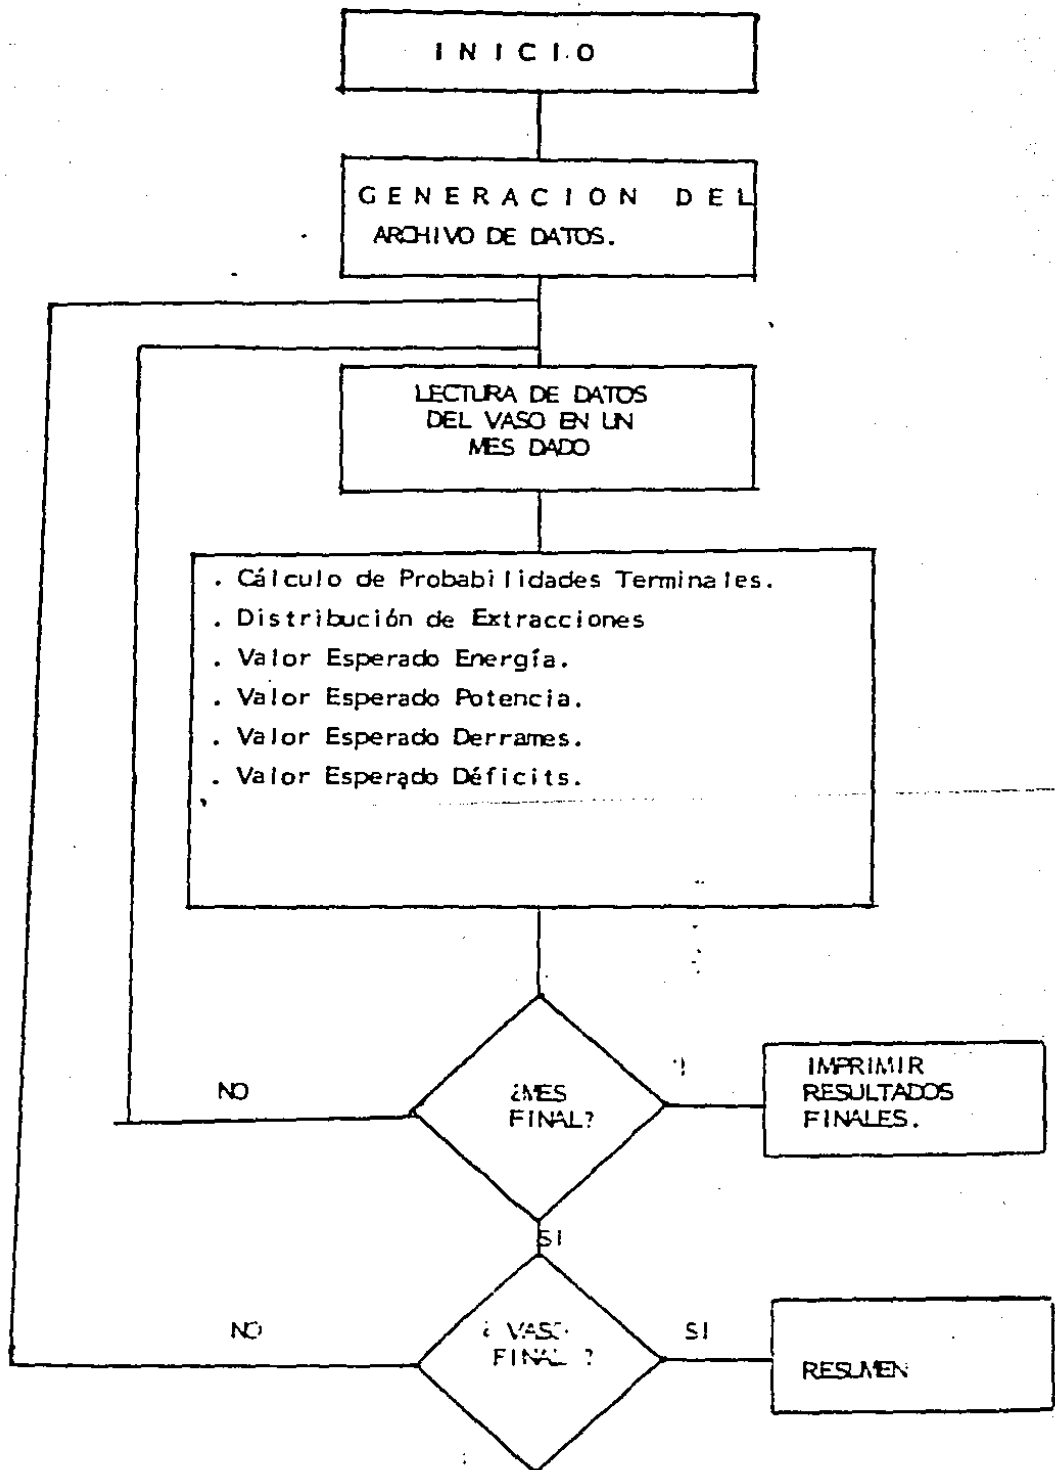 INICIO
GENERACION DEL
ARCHIVO DE DATOS.
LECTURA DE DATOS
DEL VASO EN UN
MES DADO
. Cálculo de Probabilidades Terminales.
. Distribución de Extracciones
. Valor Esperado Energía.
. Valor Esperado Potencia.
. Valor Esperado Derrames.
. Valor Esperado Déficits.
NO
¿MES
FINAL?
IMPRIMIR
RESULTADOS
FINALES.
SI
NO
¿ VASO
FINAL ?
SI
RESUMEN